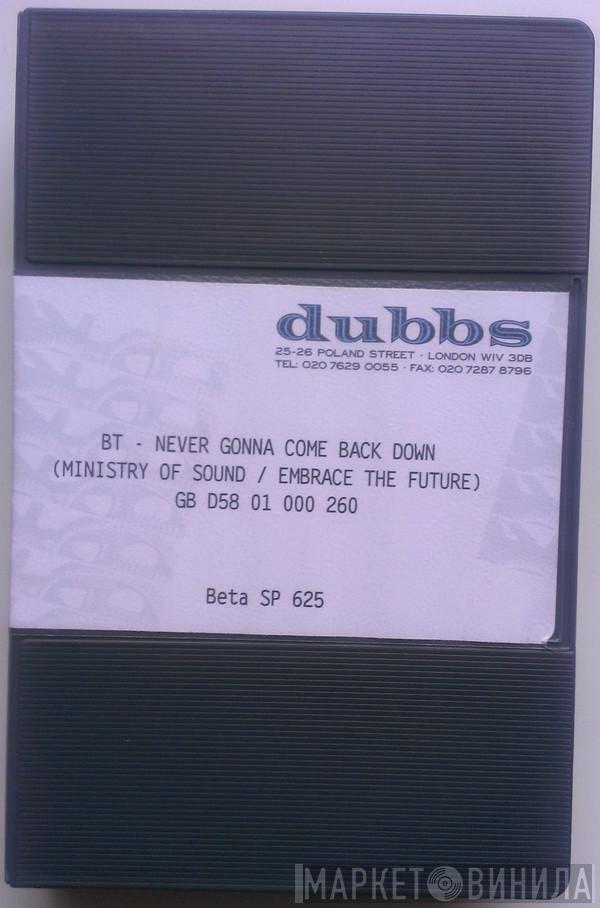 dubbs
25-26 POLAND STREET · LONDON W1V 3DB
TEL: 020 7629 0055 · FAX: 020 7287 8796
BT - NEVER GONNA COME BACK DOWN
(MINISTRY OF SOUND / EMBRACE THE FUTURE)
GB D58 01 000 260
Beta SP 625
МАРКЕТ ВИНИЛА